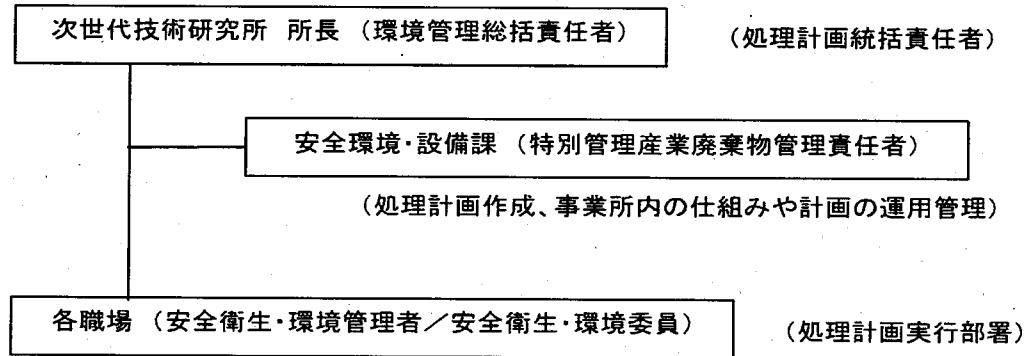 次世代技術研究所 所長 (環境管理総括責任者) (処理計画統括責任者)
安全環境・設備課 (特別管理産業廃棄物管理責任者)
(処理計画作成、事業所内の仕組みや計画の運用管理)
各職場 (安全衛生・環境管理者/安全衛生・環境委員) (処理計画実行部署)